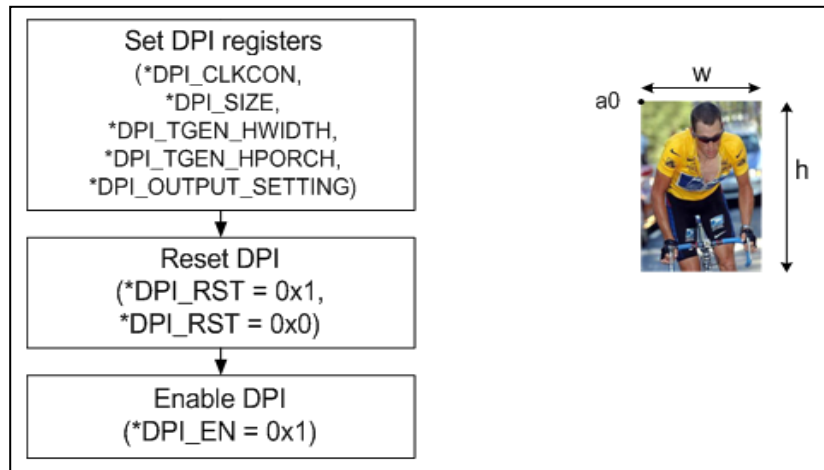 Set DPI registers
(*DPI_CLKCON,
*DPI_SIZE,
*DPI_TGEN_HWIDTH,
*DPI_TGEN_HPORCH,
*DPI_OUTPUT_SETTING)
Reset DPI
(*DPI_RST = 0x1,
*DPI_RST = 0x0)
Enable DPI
(*DPI_EN = 0x1)
w
a0
h